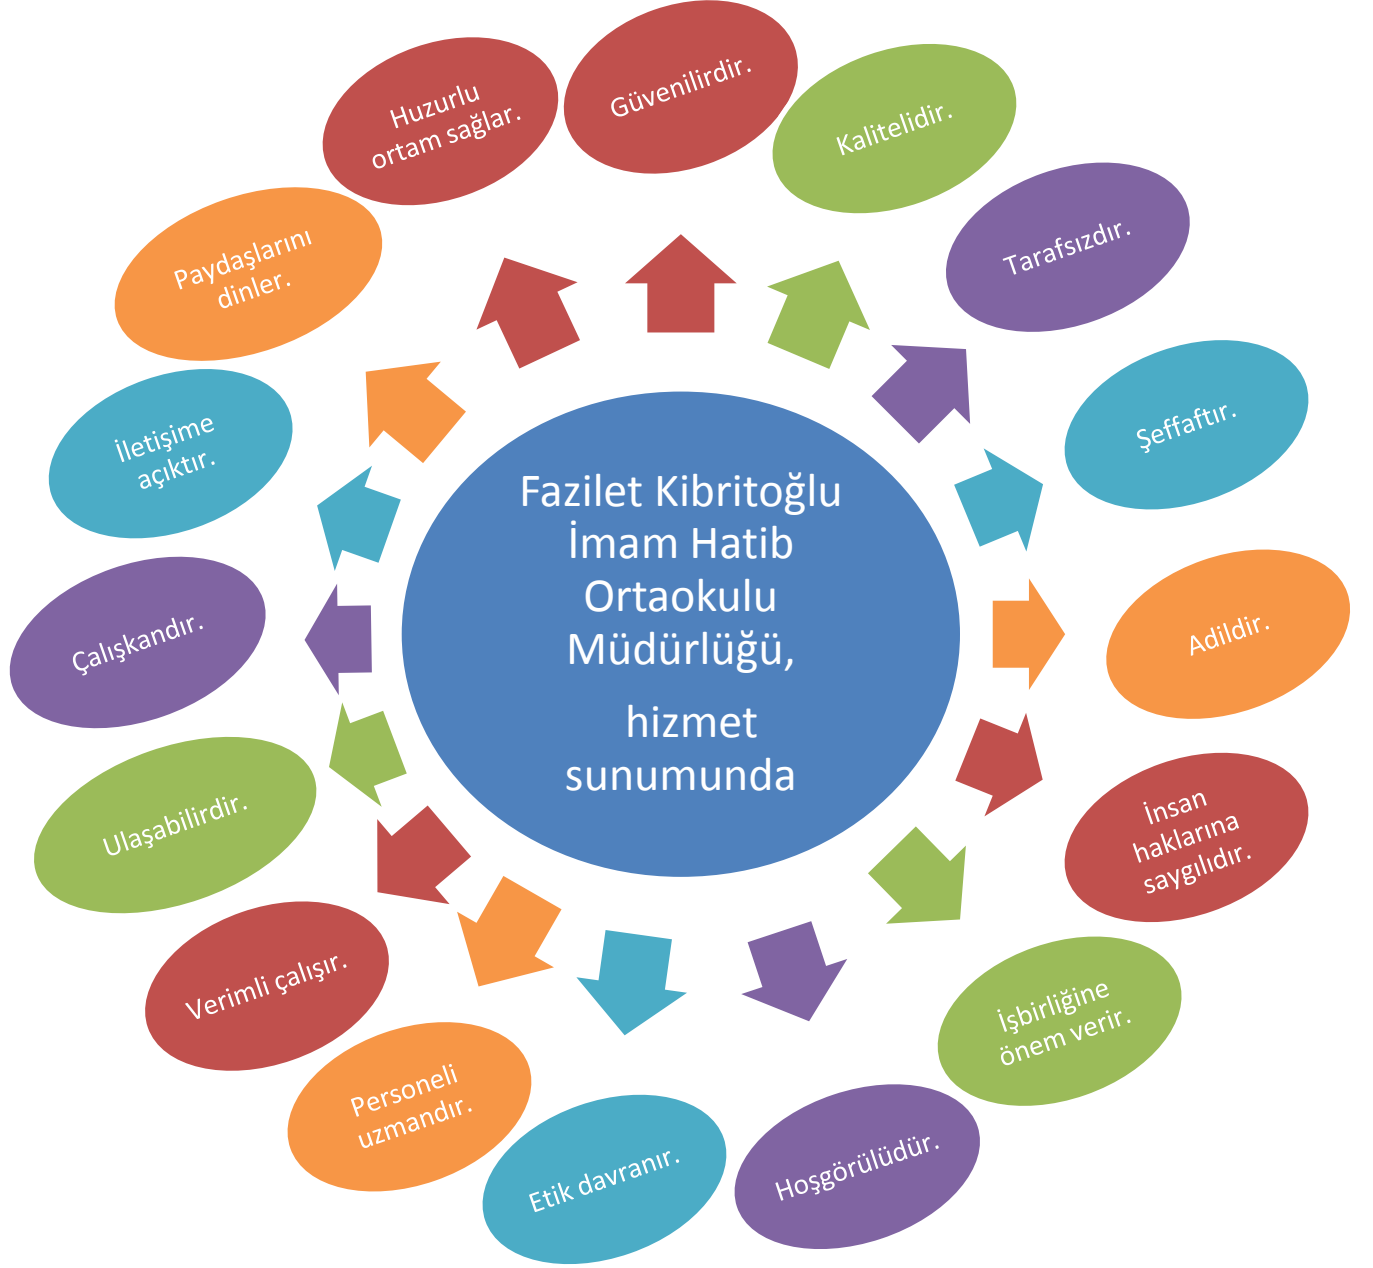 Fazilet Kibritoğlu
İmam Hatib
Ortaokulu
Müdürlüğü,
hizmet
sunumunda
Güvenilirdir.
Kalitelidir.
Tarafsızdır.
Şeffaftır.
Adildir.
İnsan
haklarına
saygılıdır.
İşbirliğine
önem verir.
Hoşgörülüdür.
Etik davranır.
Personeli
uzmandır.
Verimli çalışır.
Ulaşabilirdir.
Çalışkandır.
İletişime
açıktır.
Paydaşlarını
dinler.
Huzurlu
ortam sağlar.